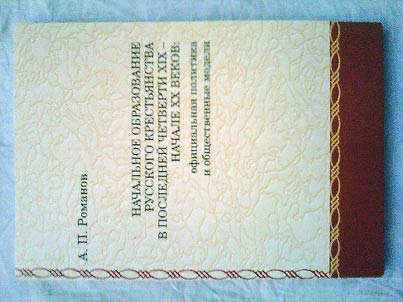 А. П. Романов
НАЧАЛЬНОЕ ОБРАЗОВАНИЕ
РУССКОГО КРЕСТЬЯНСТВА
В ПОСЛЕДНЕЙ ЧЕТВЕРТИ XIX –
НАЧАЛЕ XX ВЕКОВ:
официальная политика
и общественные модели